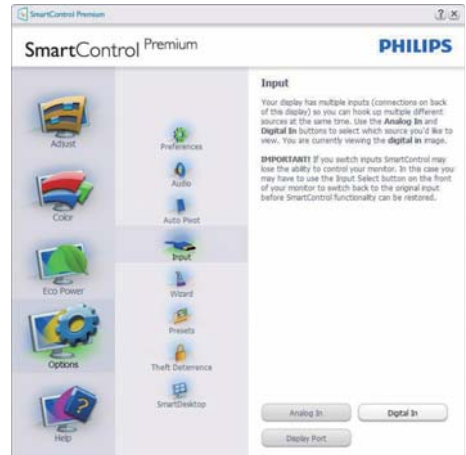 SmartControl Premium
SmartControl Premium
PHILIPS
Adjust
Color
Eco Power
Options
Help
Preferences
Audio
Auto Pivot
Input
Wizard
Presets
Theft Deterrence
SmartDesktop
Input
Your display has multiple inputs (connections on back
of this display) so you can hook up multiple different
sources at the same time. Use the Analog In and
Digital In buttons to select which source you'd like to
view. You are currently viewing the digital in image.
IMPORTANT! If you switch inputs SmartControl may
lose the ability to control your monitor. In this case you
may have to use the Input Select button on the front
of your monitor to switch back to the original input
before SmartControl functionality can be restored.
Analog In
Digital In
Display Port